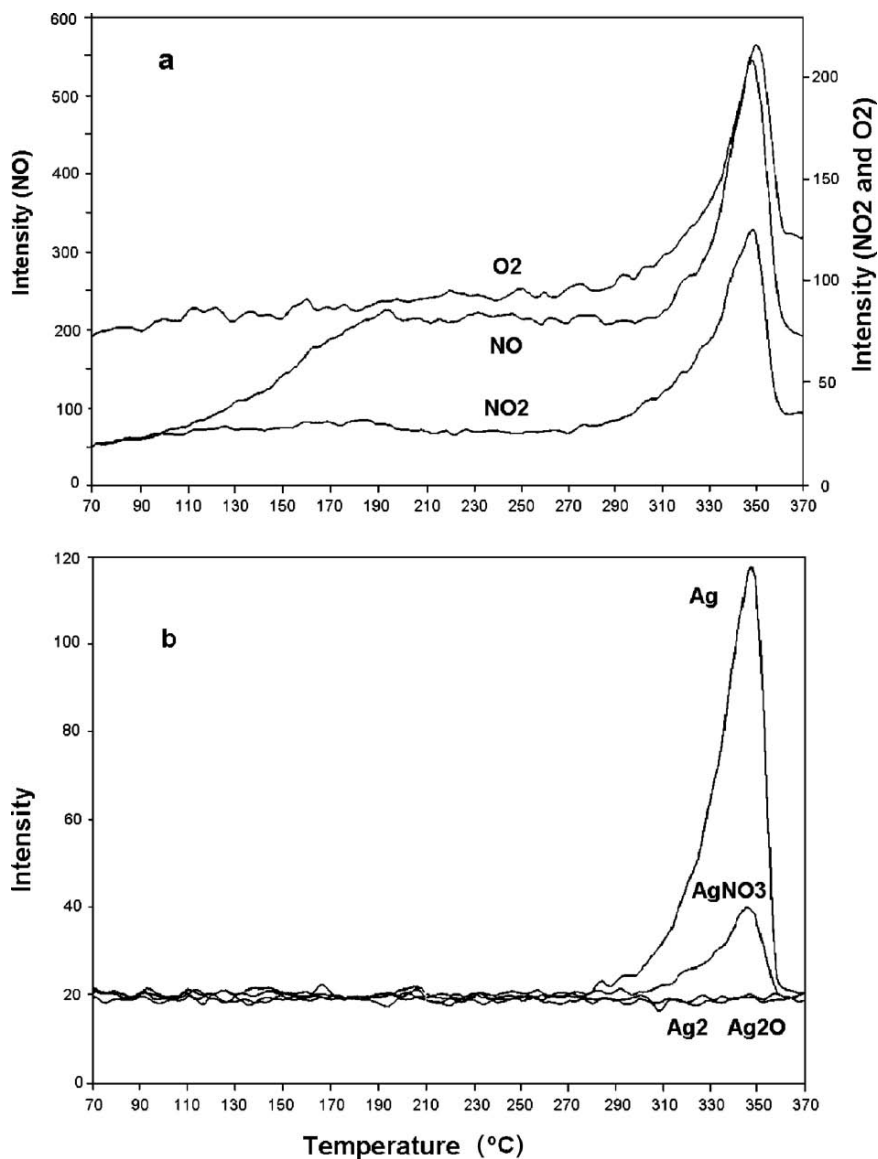 a
600
500
400
300
200
100
0
Intensity (NO)
200
150
100
50
0
Intensity (NO2 and O2)
O2
NO
NO2
70 90 110 130 150 170 190 210 230 250 270 290 310 330 350 370
b
120
100
80
60
40
20
0
Intensity
Ag
AgNO3
Ag2 Ag2O
70 90 110 130 150 170 190 210 230 250 270 290 310 330 350 370
Temperature (°C)